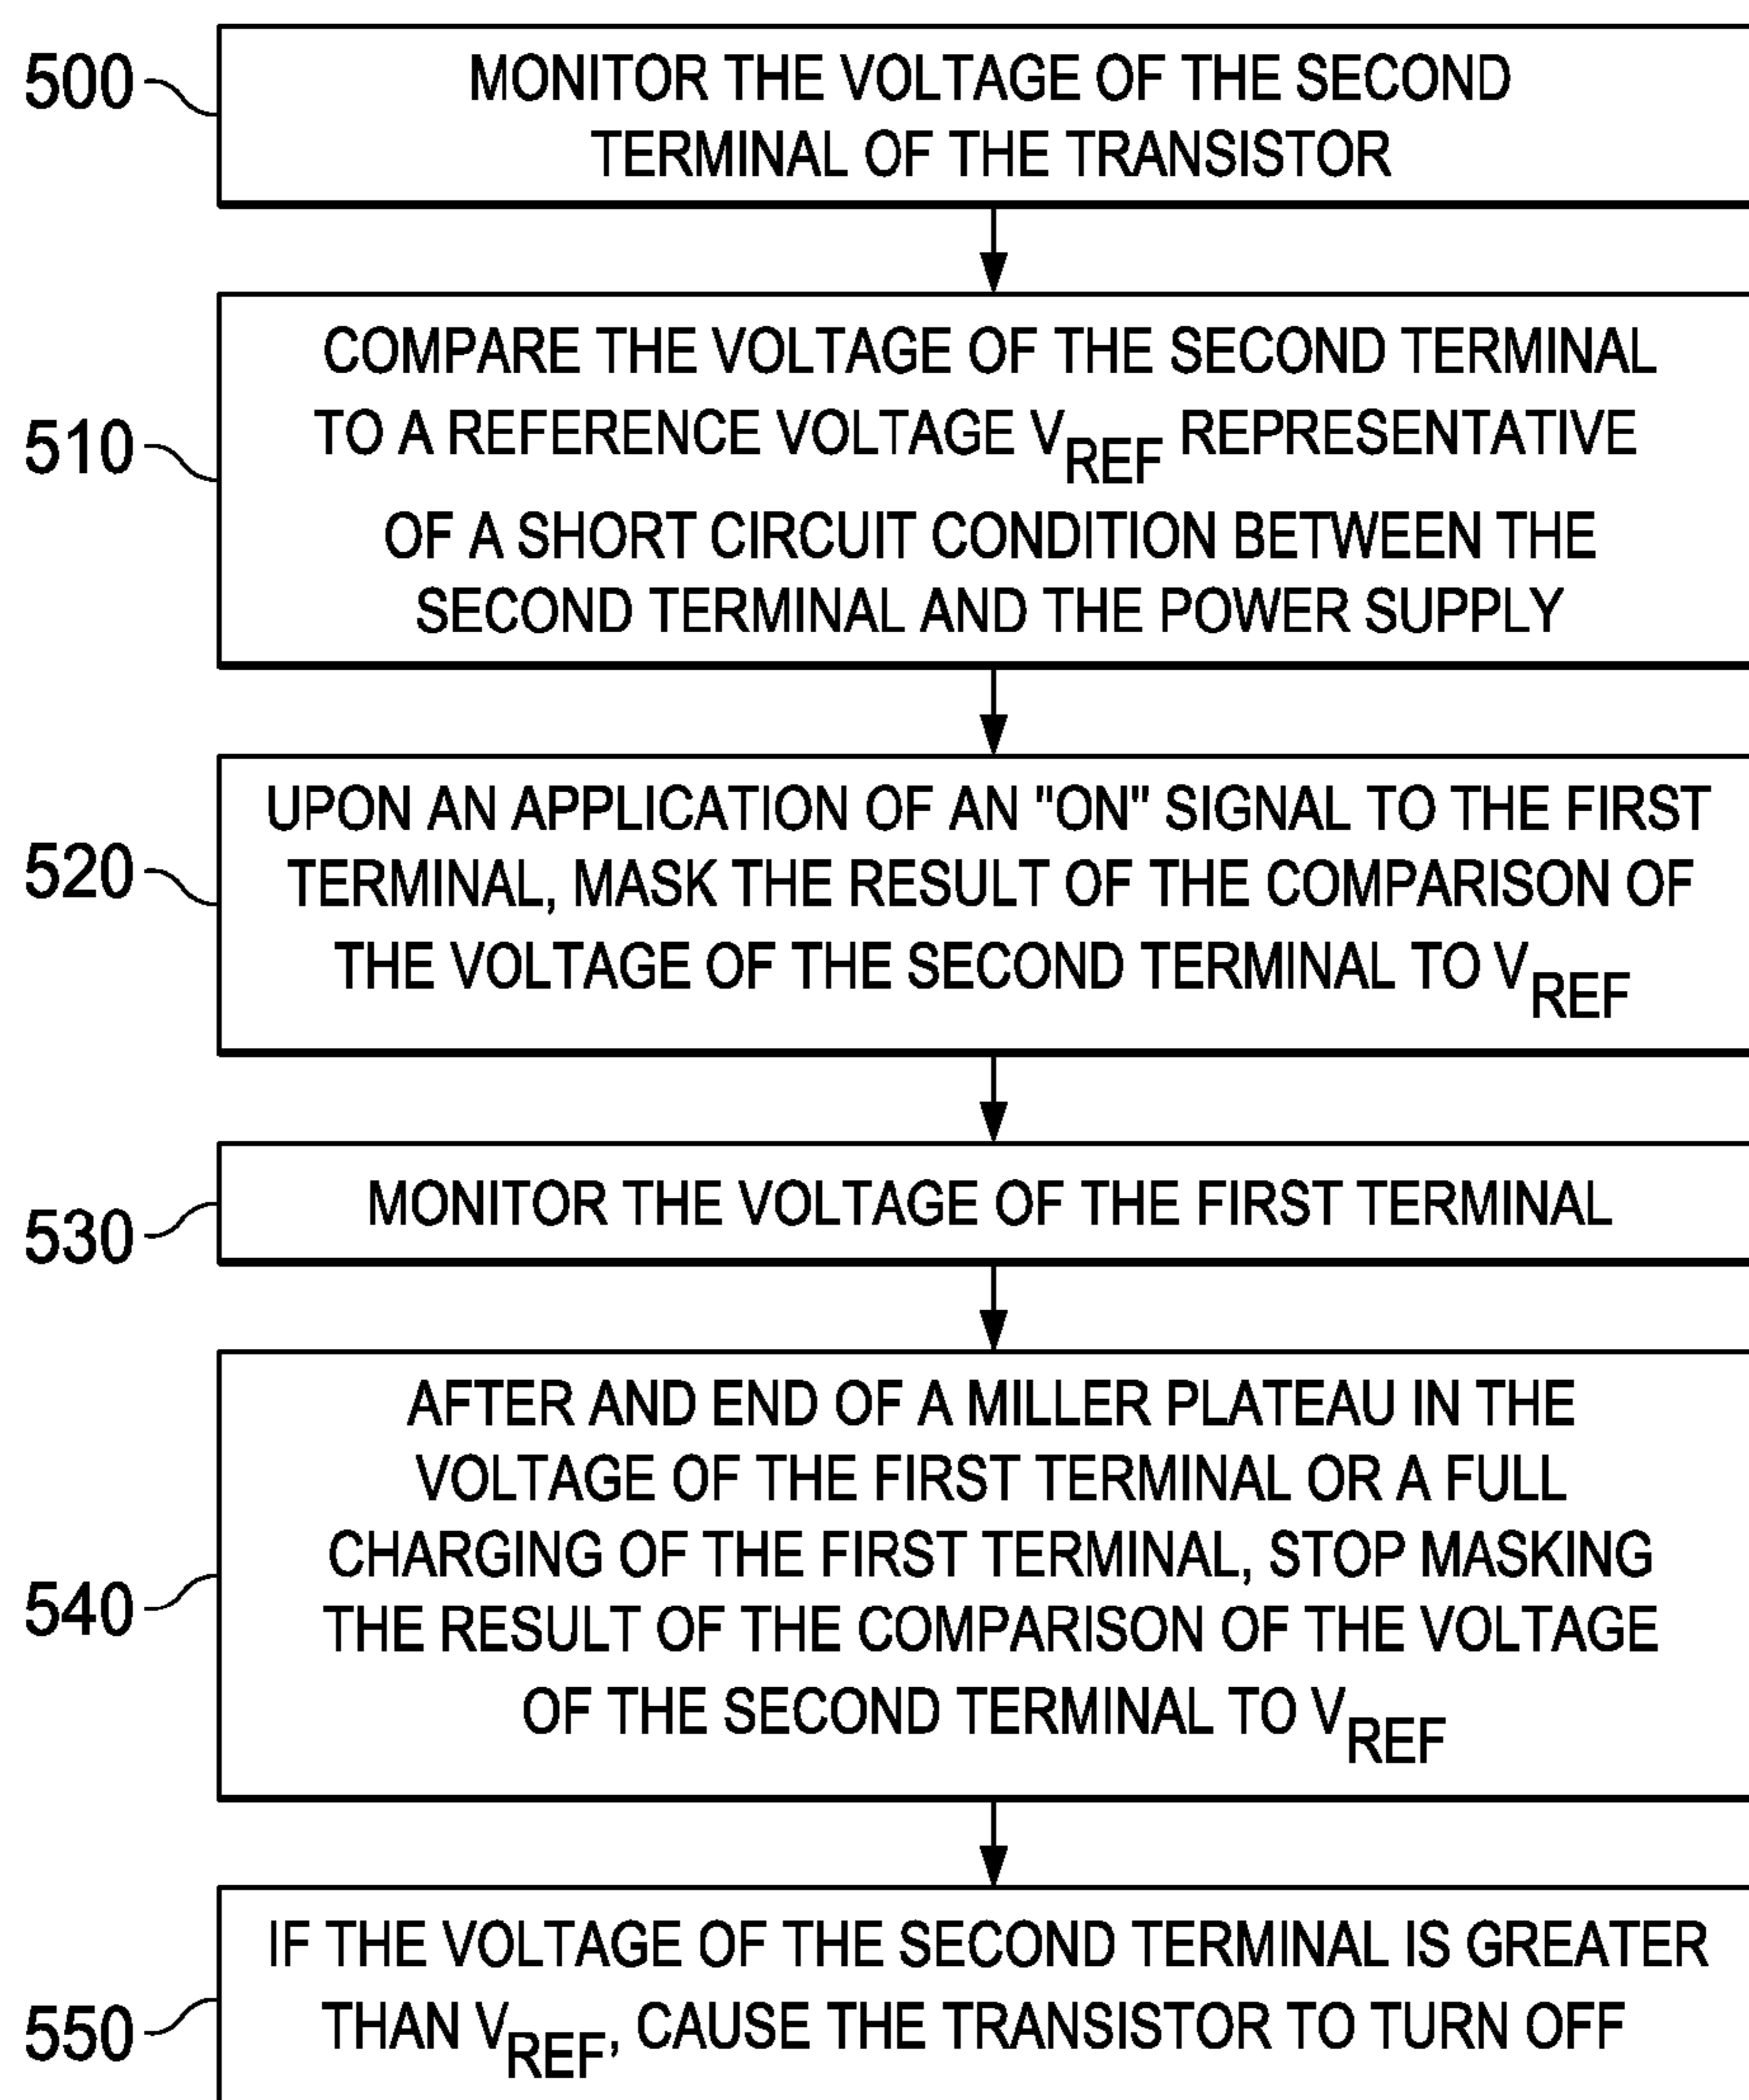 500
MONITOR THE VOLTAGE OF THE SECOND
TERMINAL OF THE TRANSISTOR
510
COMPARE THE VOLTAGE OF THE SECOND TERMINAL
TO A REFERENCE VOLTAGE VREF REPRESENTATIVE
OF A SHORT CIRCUIT CONDITION BETWEEN THE
SECOND TERMINAL AND THE POWER SUPPLY
520
UPON AN APPLICATION OF AN "ON" SIGNAL TO THE FIRST
TERMINAL, MASK THE RESULT OF THE COMPARISON OF
THE VOLTAGE OF THE SECOND TERMINAL TO VREF
530
MONITOR THE VOLTAGE OF THE FIRST TERMINAL
540
AFTER AND END OF A MILLER PLATEAU IN THE
VOLTAGE OF THE FIRST TERMINAL OR A FULL
CHARGING OF THE FIRST TERMINAL, STOP MASKING
THE RESULT OF THE COMPARISON OF THE VOLTAGE
OF THE SECOND TERMINAL TO VREF
550
IF THE VOLTAGE OF THE SECOND TERMINAL IS GREATER
THAN VREF, CAUSE THE TRANSISTOR TO TURN OFF